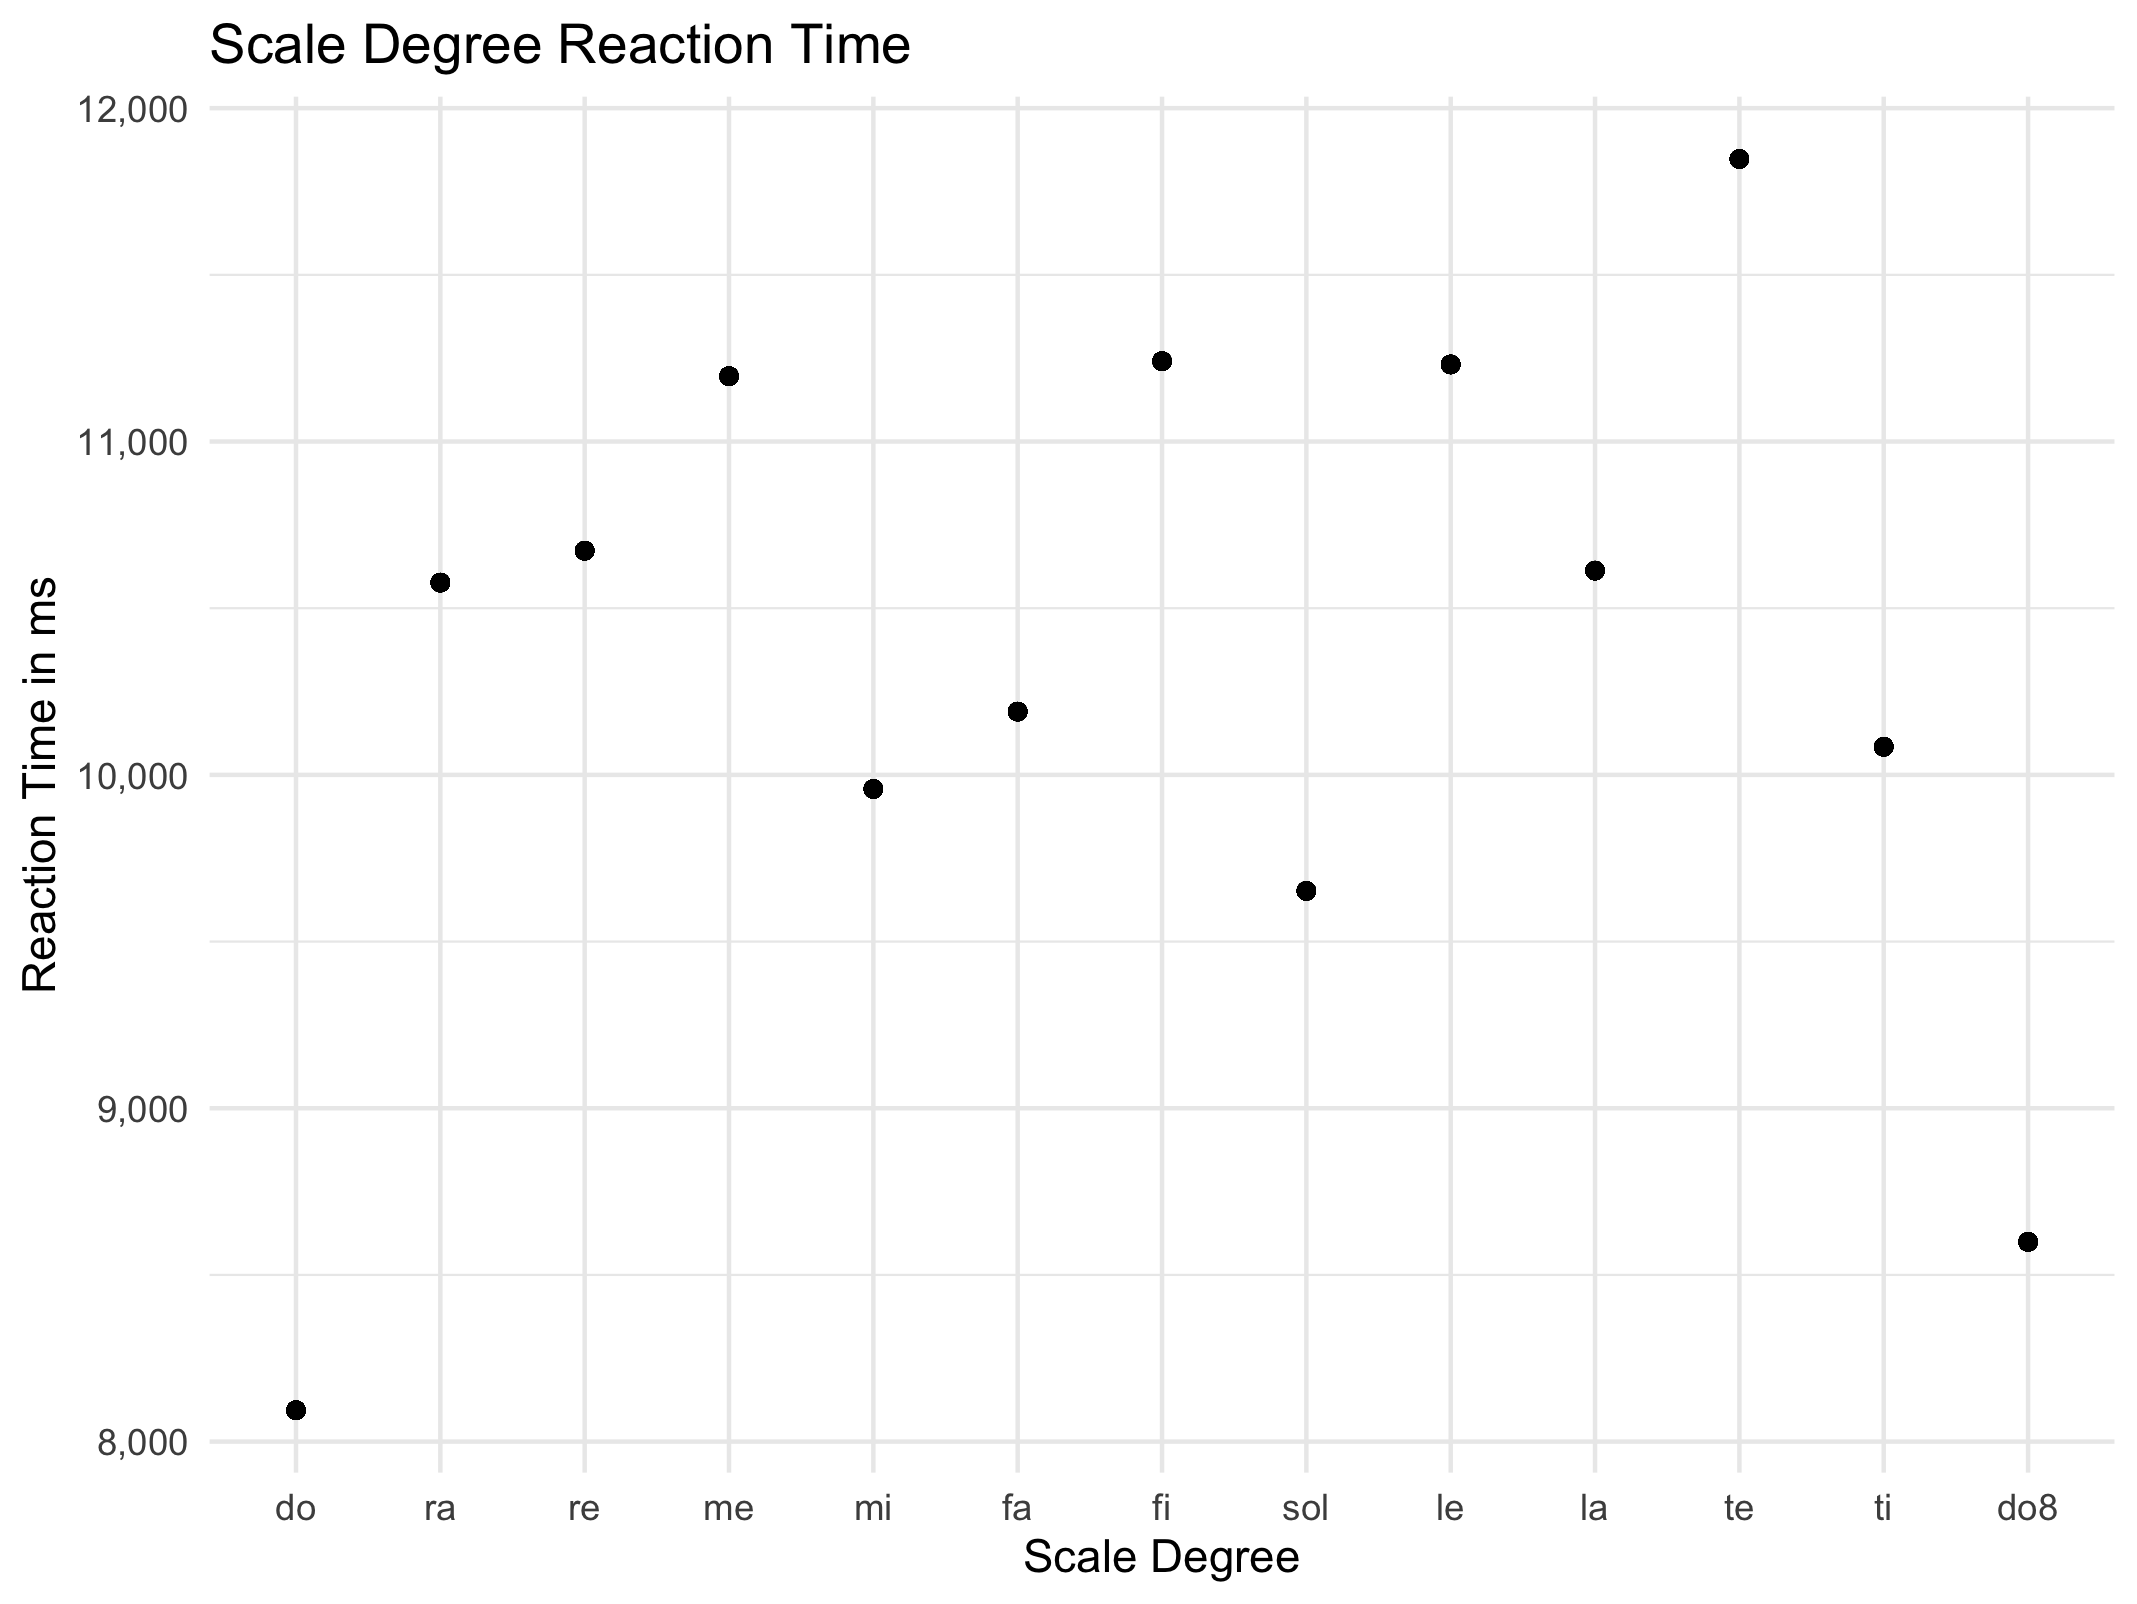 Scale Degree Reaction Time
12,000
11,000
10,000
9,000
8,000
Reaction Time in ms
do ra re me mi fa fi sol le la te ti do8
Scale Degree